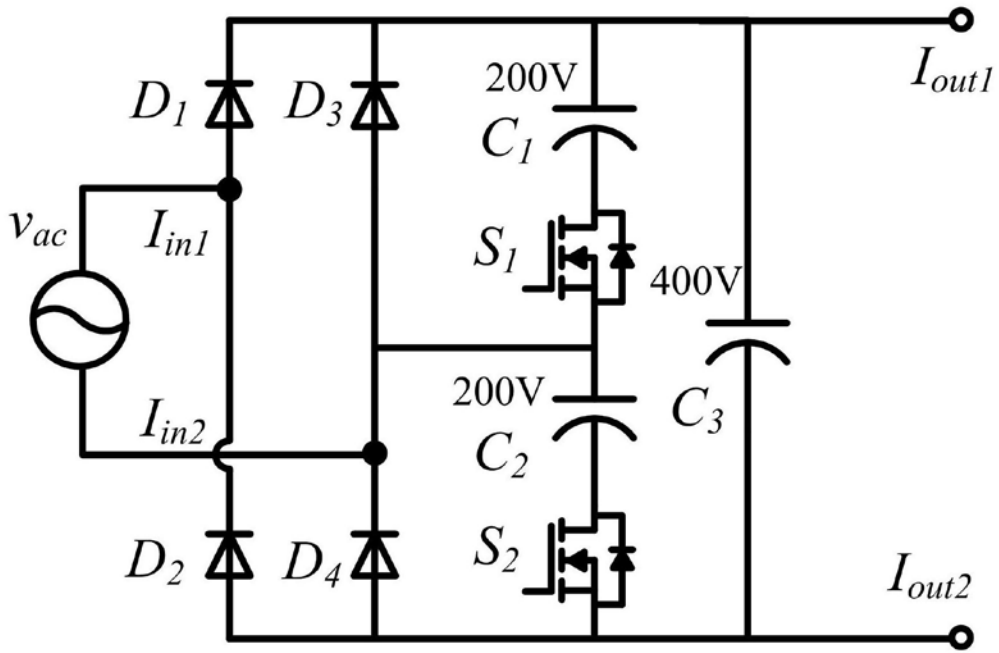 200V
I_out1
D_1
D_3
C_1
v_ac
I_in1
S_1
400V
200V
C_3
I_in2
C_2
S_2
D_2
D_4
I_out2